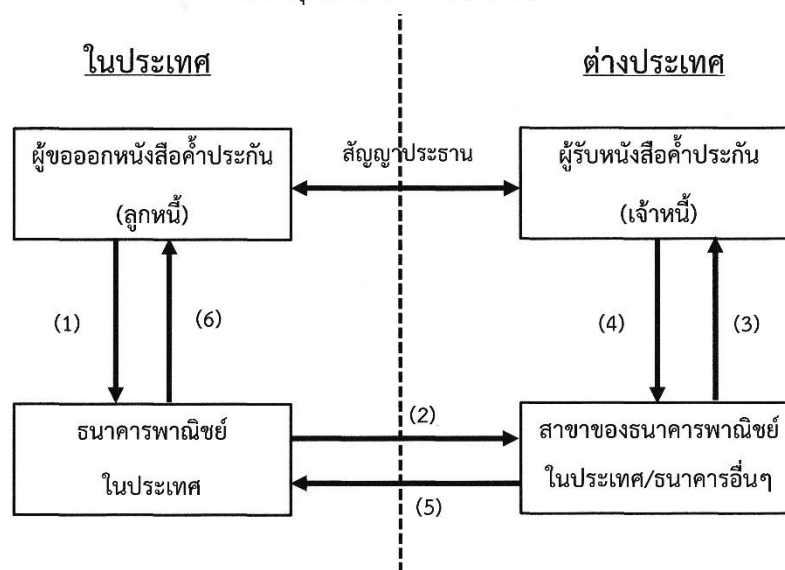 ในประเทศ
ต่างประเทศ
ผู้ขอออกหนังสือค้ำประกัน
(ลูกหนี้)
สัญญาประธาน
ผู้รับหนังสือค้ำประกัน
(เจ้าหนี้)
(1)
(6)
(4)
(3)
ธนาคารพาณิชย์
ในประเทศ
(2)
(5)
สาขาของธนาคารพาณิชย์
ในประเทศ/ธนาคารอื่นๆ